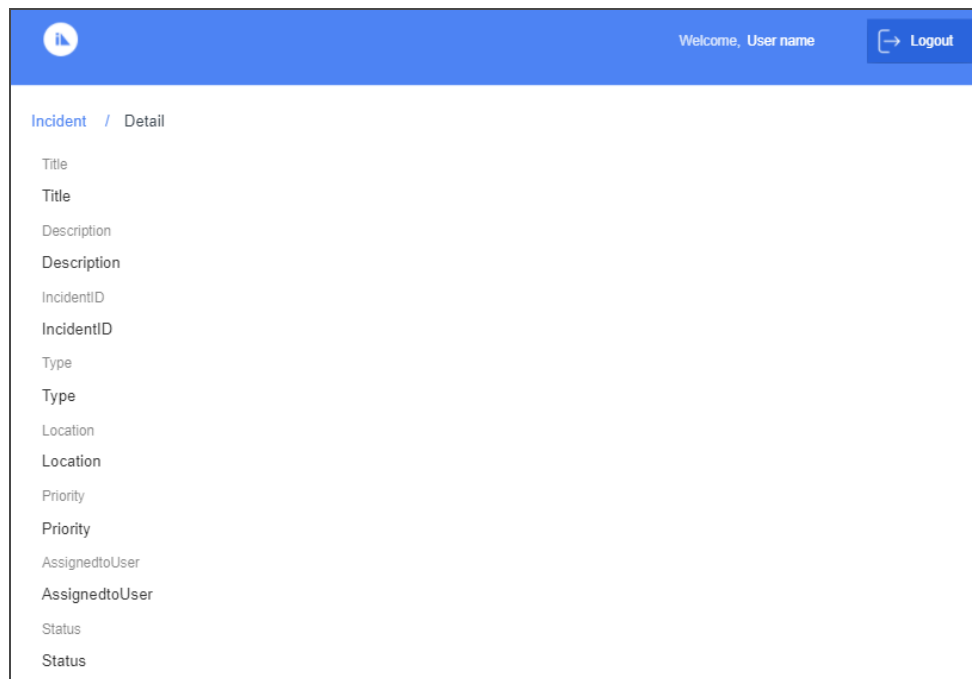 Welcome, User name Logout
Incident / Detail
Title
Title
Description
Description
IncidentID
IncidentID
Type
Type
Location
Location
Priority
Priority
AssignedtoUser
AssignedtoUser
Status
Status